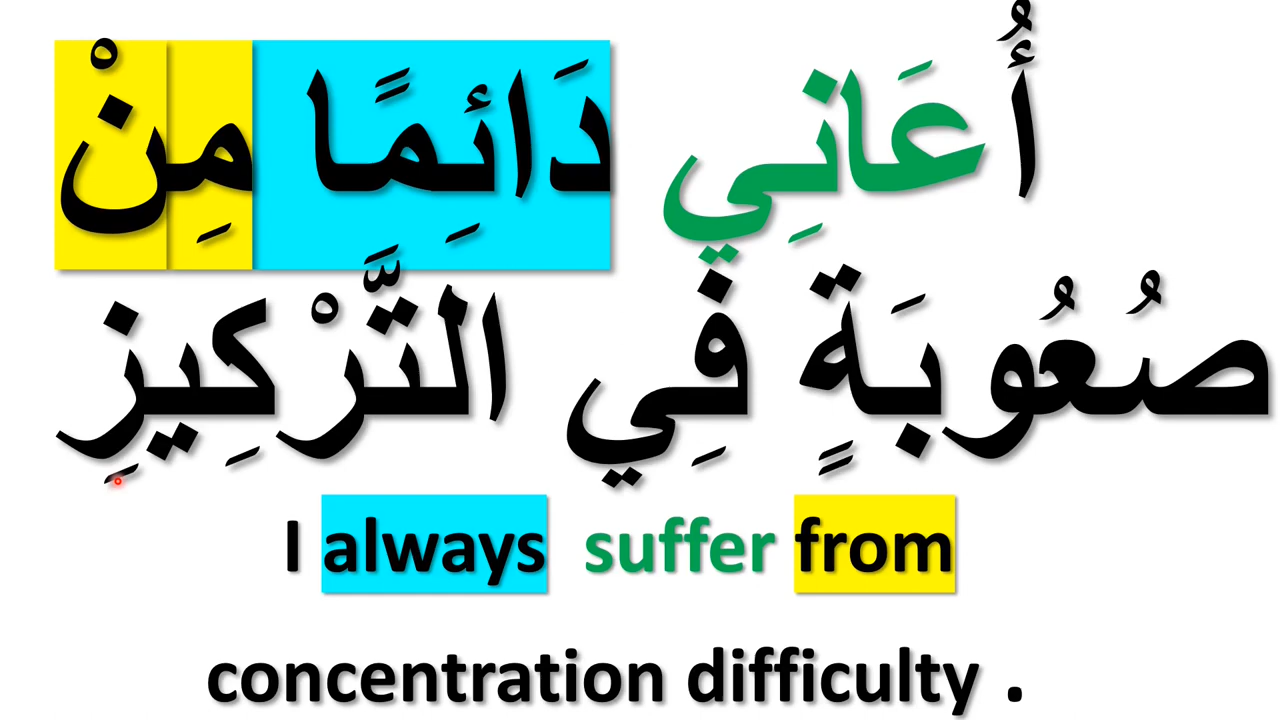 أُعَانِي دَائِمًا مِنْ
صُعُوبَةٍ فِي التَّرْكِيزِ
I always suffer from
concentration difficulty .